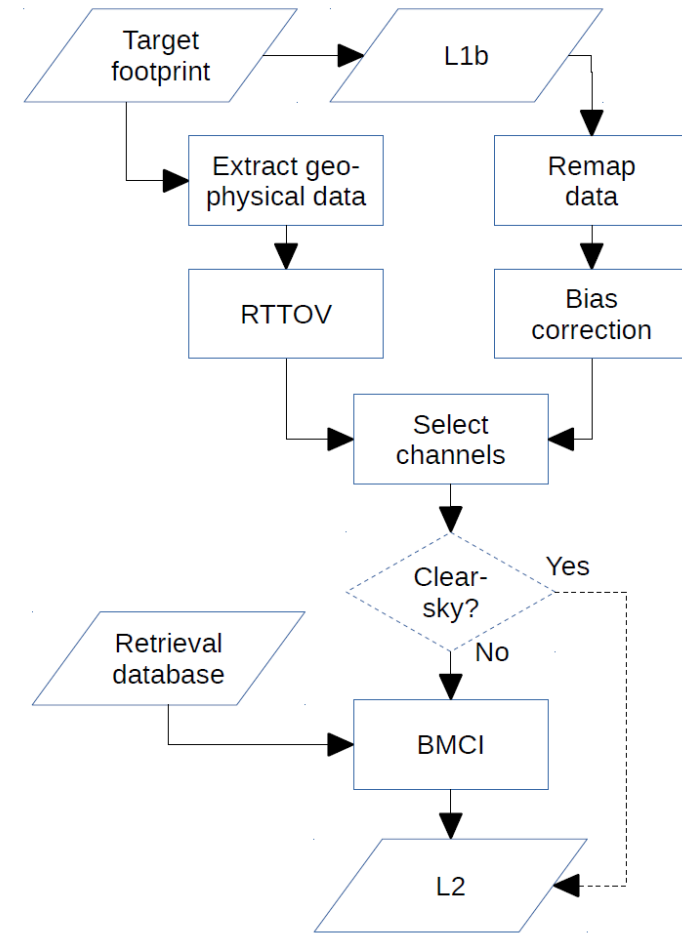 Target
footprint
L1b
Extract geo-
physical data
Remap
data
RTTOV
Bias
correction
Select
channels
Clear-
sky?
Yes
No
Retrieval
database
BMCI
L2